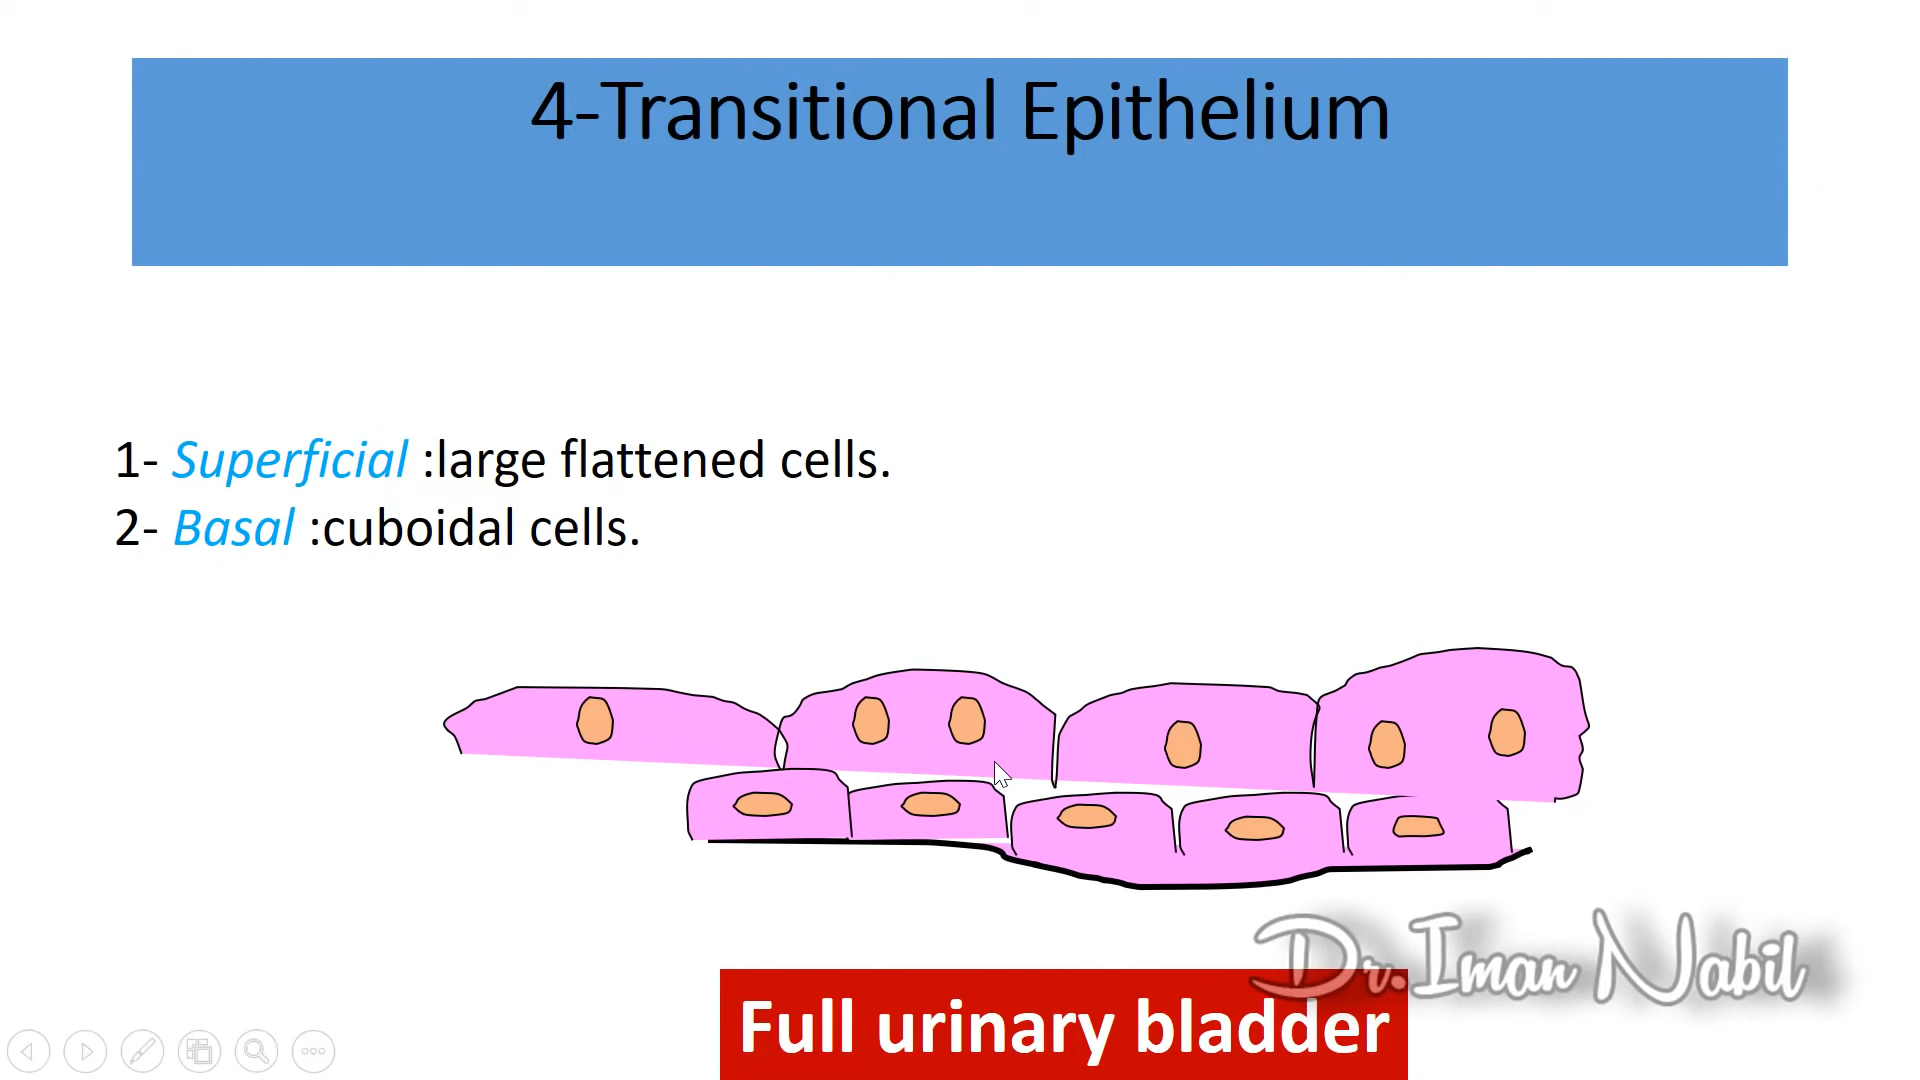 4-Transitional Epithelium
1- Superficial :large flattened cells.
2- Basal :cuboidal cells.
Dr.Iman Nabil
Full urinary bladder